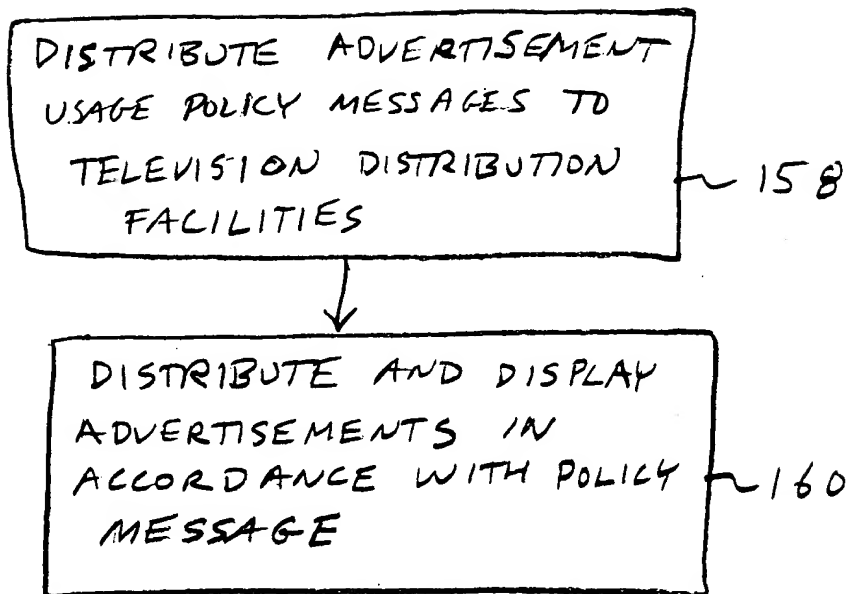 DISTRIBUTE ADVERTISEMENT
USAGE POLICY MESSAGES TO
TELEVISION DISTRIBUTION
FACILITIES
158
DISTRIBUTE AND DISPLAY
ADVERTISEMENTS IN
ACCORDANCE WITH POLICY
MESSAGE
160